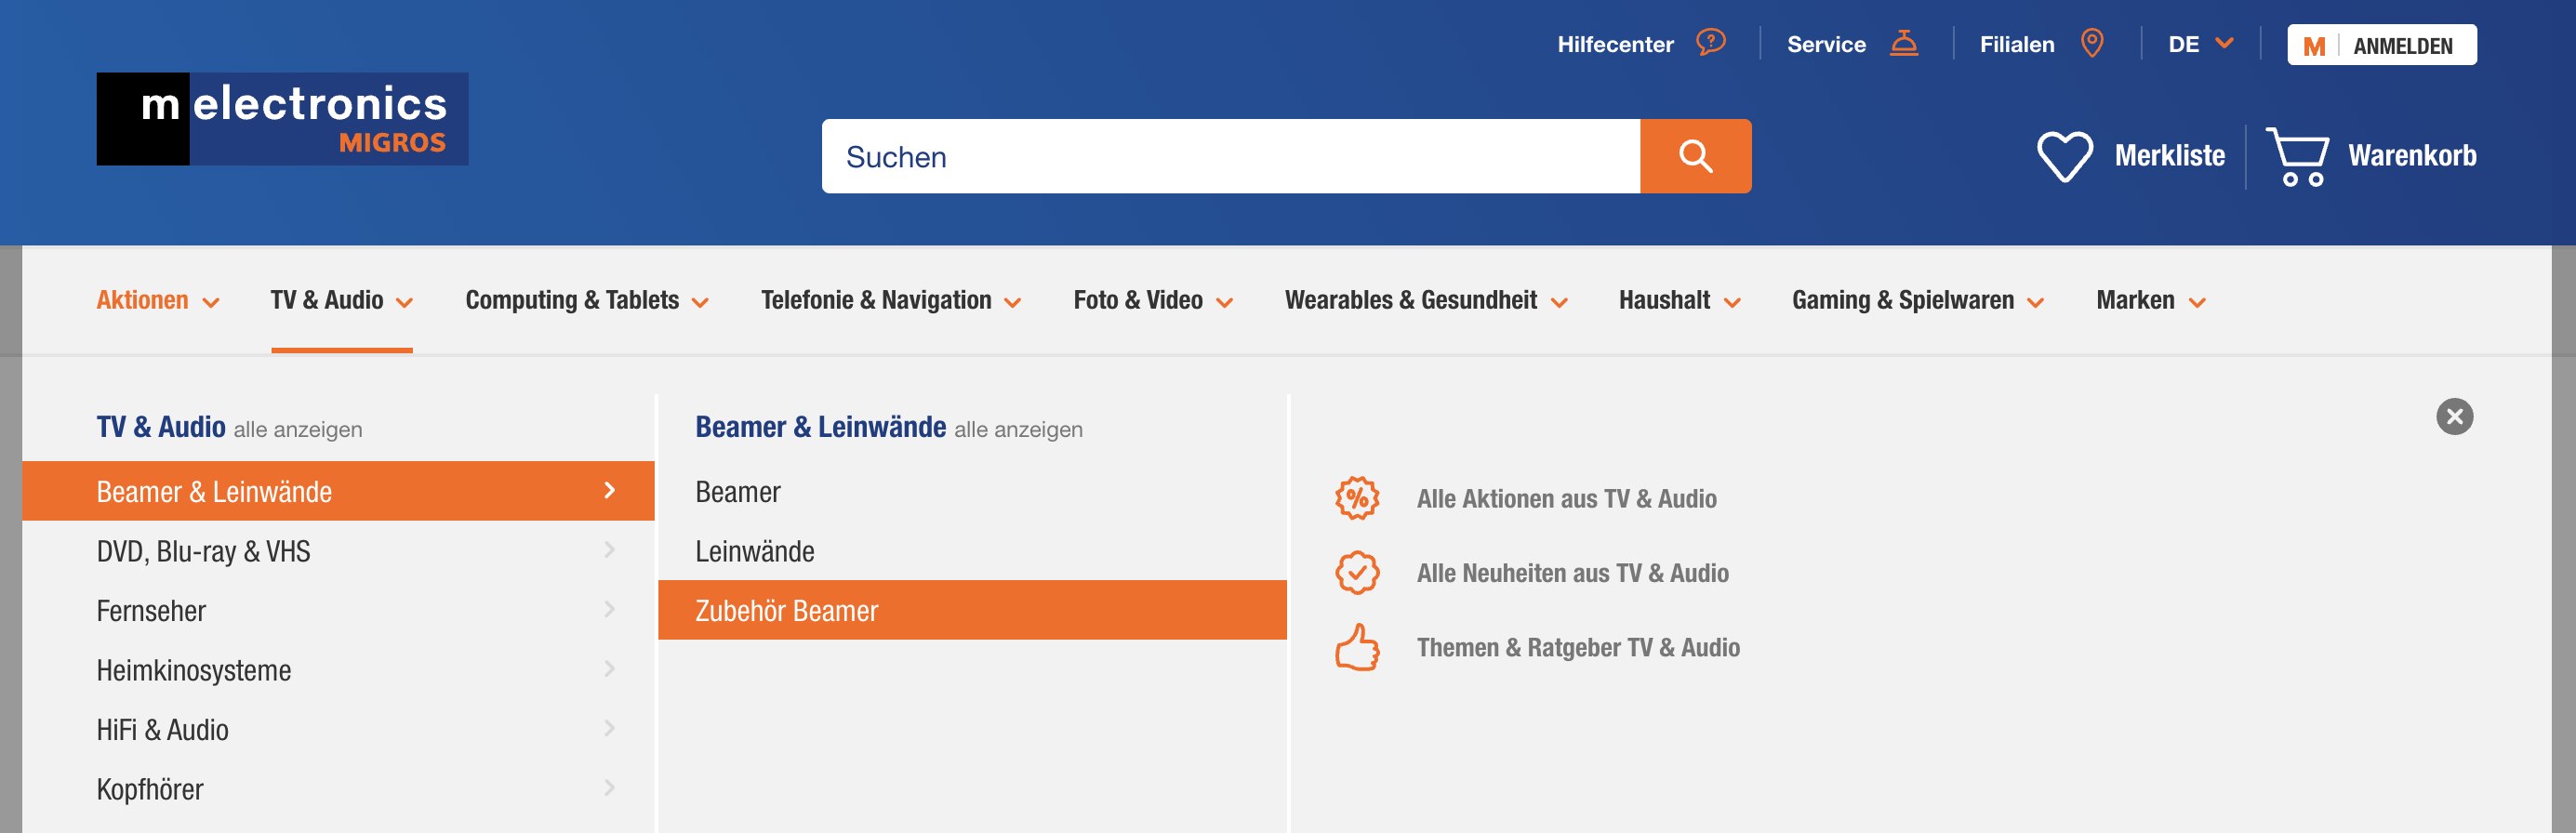 Hilfecenter Service Filialen DE M ANMELDEN
m electronics
MIGROS
Suchen
Merkliste Warenkorb
Aktionen TV & Audio Computing & Tablets Telefonie & Navigation Foto & Video Wearables & Gesundheit Haushalt Gaming & Spielwaren Marken
TV & Audio alle anzeigen
Beamer & Leinwände
DVD, Blu-ray & VHS
Fernseher
Heimkinosysteme
HiFi & Audio
Kopfhörer
Beamer & Leinwände alle anzeigen
Beamer
Leinwände
Zubehör Beamer
Alle Aktionen aus TV & Audio
Alle Neuheiten aus TV & Audio
Themen & Ratgeber TV & Audio